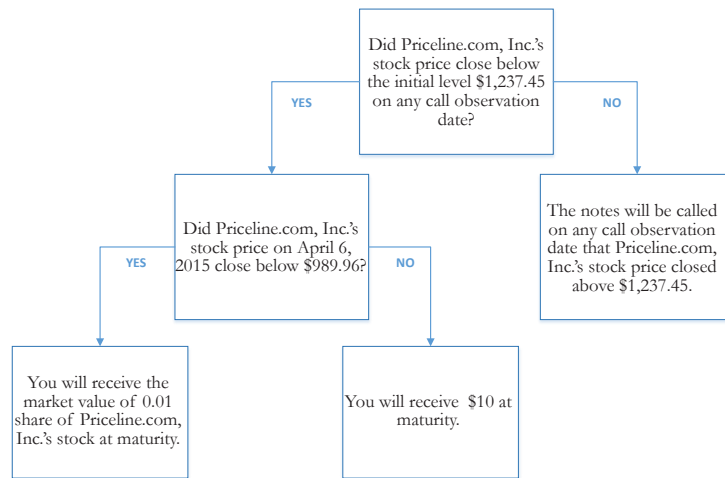 Did Priceline.com, Inc.'s
stock price close below
the initial level $1,237.45
on any call observation
date?
YES
NO
Did Priceline.com, Inc.'s
stock price on April 6,
2015 close below $989.96?
The notes will be called
on any call observation
date that Priceline.com,
Inc.'s stock price closed
above $1,237.45.
YES
NO
You will receive the
market value of 0.01
share of Priceline.com,
Inc.'s stock at maturity.
You will receive $10 at
maturity.